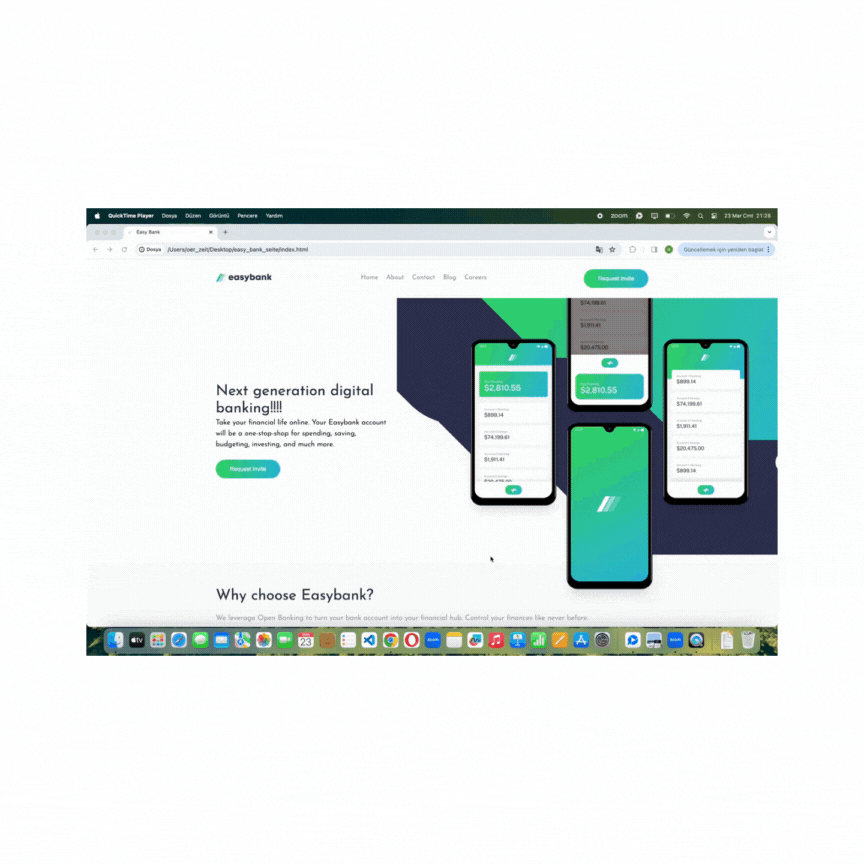 QuickTime Player Dosya Düzen Görüntü Pencere Yardım zoom 23 Mar Cmt 21:28
Easy Bank
Dosya /Users/oer_zeit/Desktop/easy_bank_seite/index.html Güncellemek için yeniden başlat
easybank Home About Contact Blog Careers Request Invite
$74,199.61
$1,911.41
$20,475.00
$2,810.55
$2,810.55
$899.14
$74,199.61
$1,911.41
$899.14
$74,199.61
$1,911.41
$20,475.00
$899.14
Next generation digital
banking!!!!
Take your financial life online. Your Easybank account
will be a one-stop-shop for spending, saving,
budgeting, investing, and much more.
Request Invite
Why choose Easybank?
We leverage Open Banking to turn your bank account into your financial hub. Control your finances like never before.
tv
23
zoom
zoom